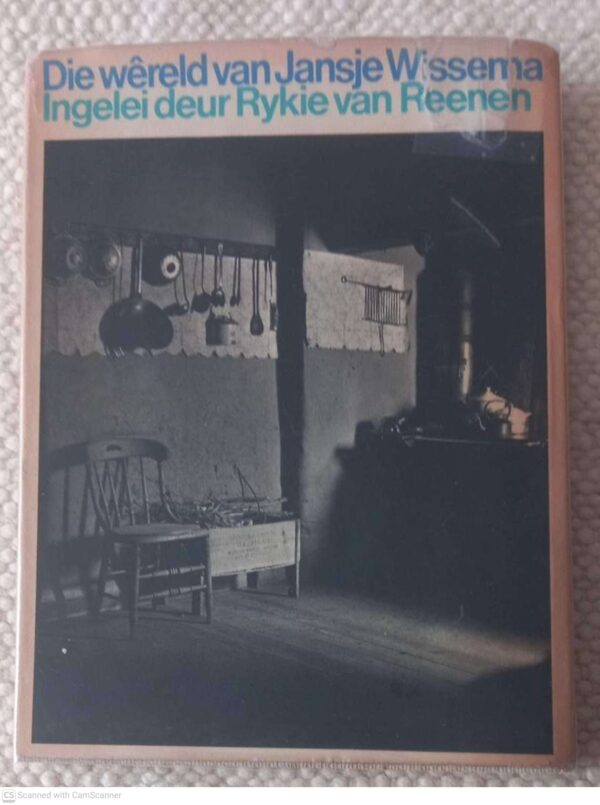 Die wêreld van Jansje Wissema
Ingelei deur Rykie van Reenen
CS Scanned with CamScanner